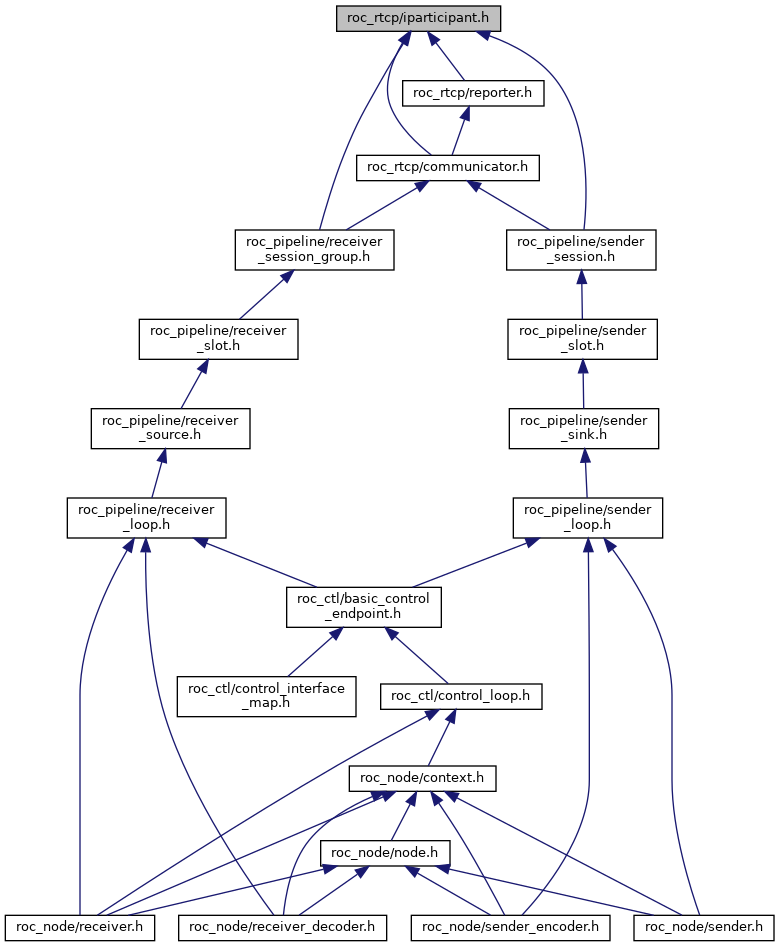 roc_rtcp/iparticipant.h
roc_rtcp/reporter.h
roc_rtcp/communicator.h
roc_pipeline/receiver
_session_group.h
roc_pipeline/sender
_session.h
roc_pipeline/receiver
_slot.h
roc_pipeline/sender
_slot.h
roc_pipeline/receiver
_source.h
roc_pipeline/sender
_sink.h
roc_pipeline/receiver
_loop.h
roc_pipeline/sender
_loop.h
roc_ctl/basic_control
_endpoint.h
roc_ctl/control_interface
_map.h
roc_ctl/control_loop.h
roc_node/context.h
roc_node/node.h
roc_node/receiver.h
roc_node/receiver_decoder.h
roc_node/sender_encoder.h
roc_node/sender.h